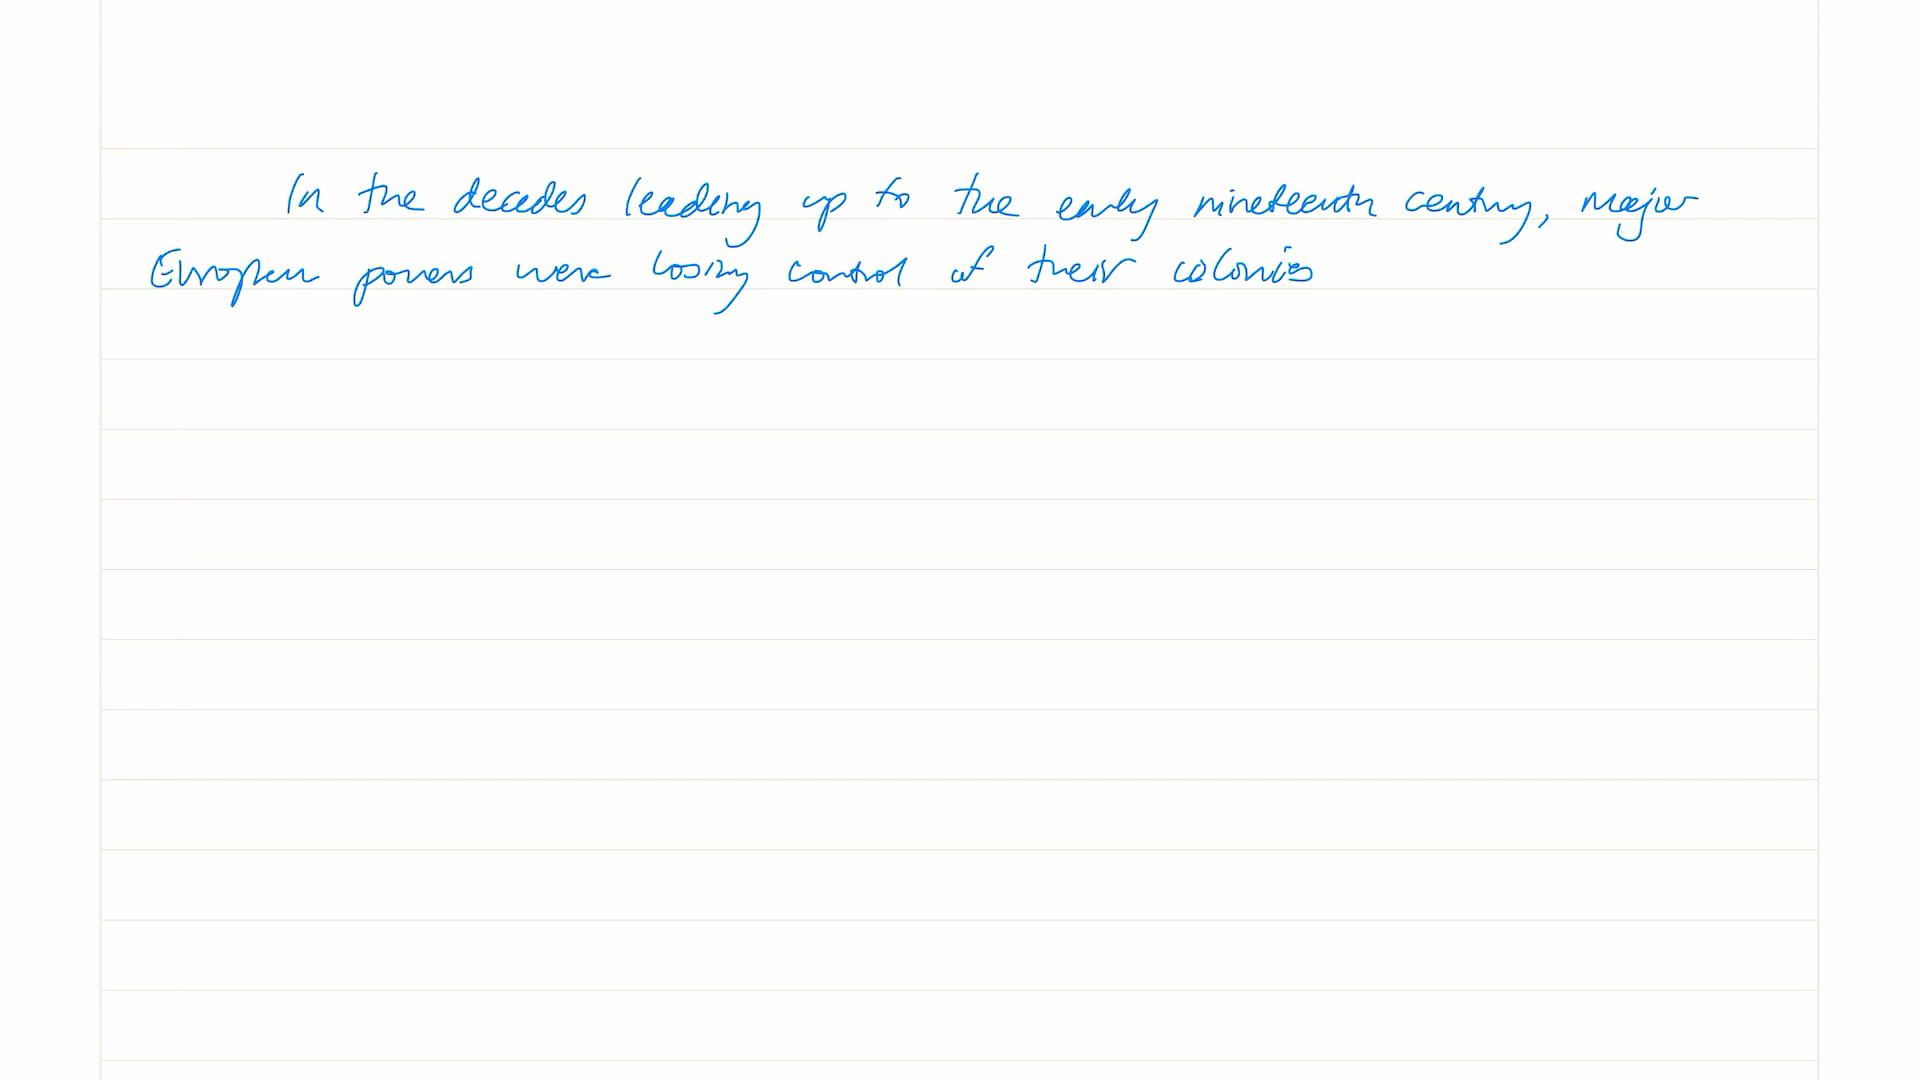 In the decades leading up to the early nineteenth century, major
European powers were losing control of their colonies